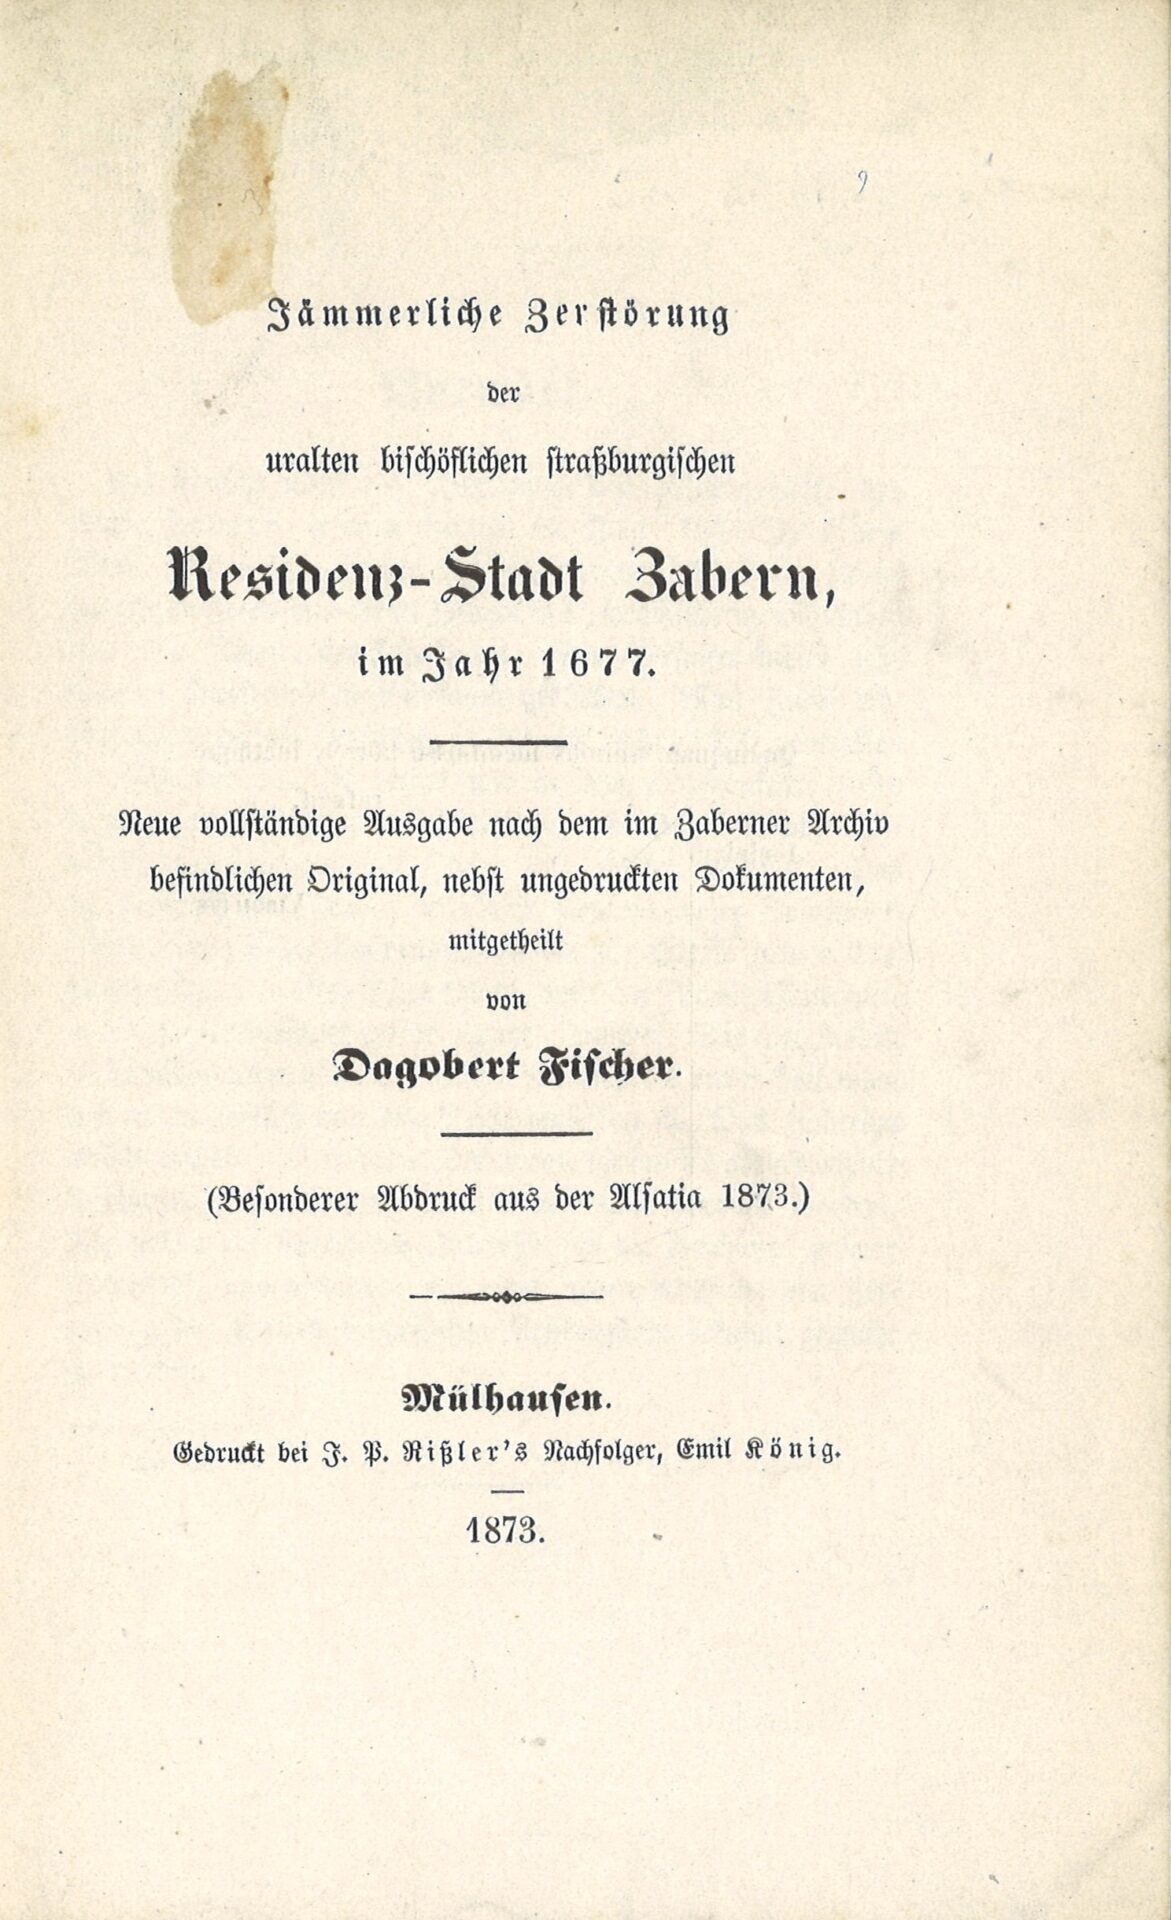 Jämmerliche Zerstörung
der
uralten bischöflichen straßburgischen
Residenz-Stadt Zabern,
im Jahr 1677.
Neue vollständige Ausgabe nach dem im Zaberner Archiv
befindlichen Original, nebst ungedruckten Dokumenten,
mitgetheilt
von
Dagobert Fischer.
(Besonderer Abdruck aus der Alsatia 1873.)
Mülhausen.
Gedruckt bei J. P. Rißler's Nachfolger, Emil König.
1873.